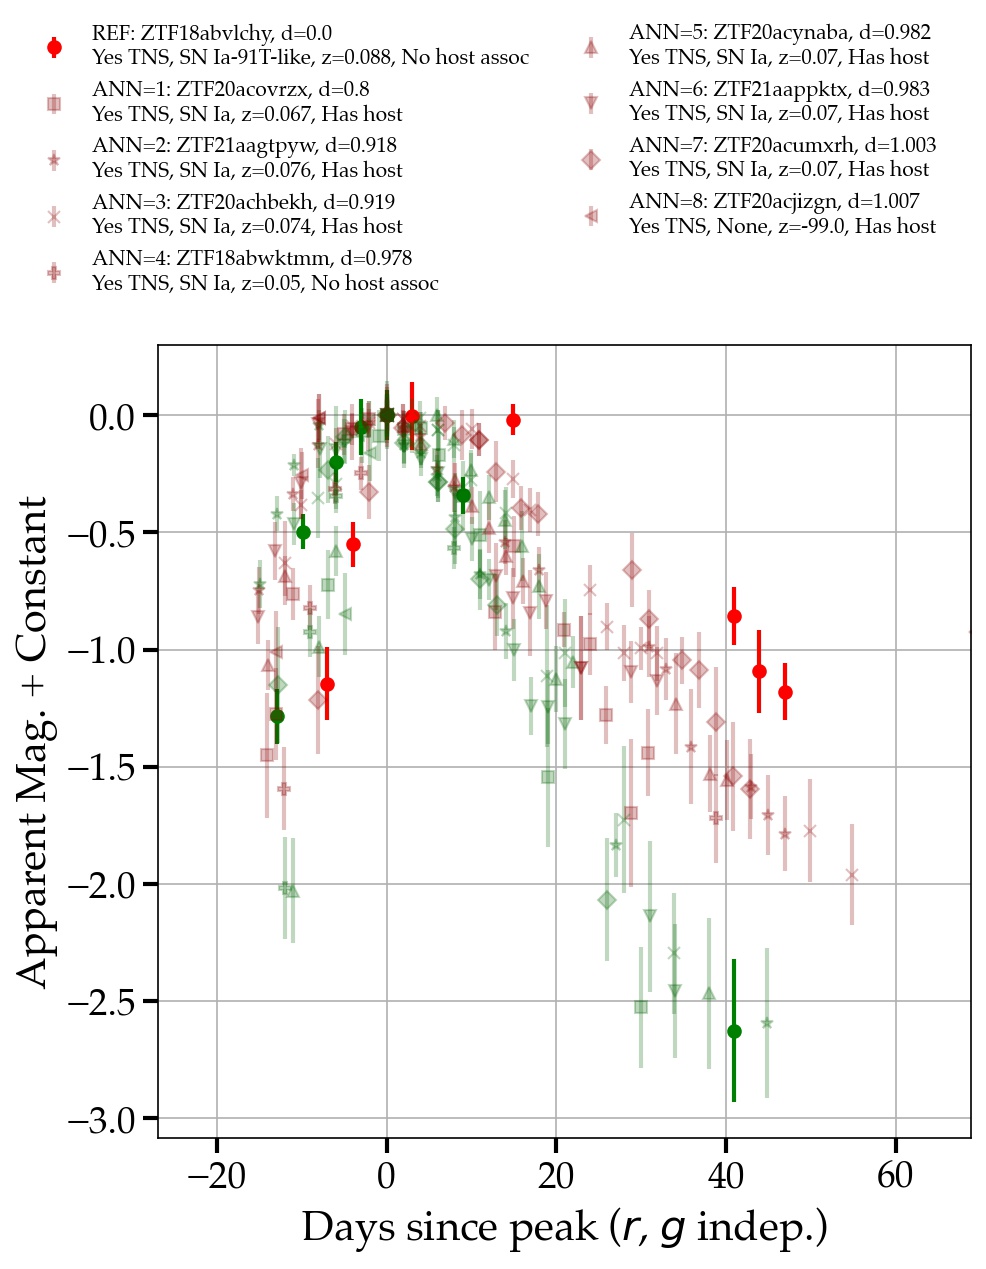 REF: ZTF18abvlchy, d=0.0
Yes TNS, SN Ia-91T-like, z=0.088, No host assoc
ANN=1: ZTF20acovrzx, d=0.8
Yes TNS, SN Ia, z=0.067, Has host
ANN=2: ZTF21aagtpyw, d=0.918
Yes TNS, SN Ia, z=0.076, Has host
ANN=3: ZTF20achbekh, d=0.919
Yes TNS, SN Ia, z=0.074, Has host
ANN=4: ZTF18abwktmm, d=0.978
Yes TNS, SN Ia, z=0.05, No host assoc
ANN=5: ZTF20acynaba, d=0.982
Yes TNS, SN Ia, z=0.07, Has host
ANN=6: ZTF21aappktx, d=0.983
Yes TNS, SN Ia, z=0.07, Has host
ANN=7: ZTF20acumxrh, d=1.003
Yes TNS, SN Ia, z=0.07, Has host
ANN=8: ZTF20acjizgn, d=1.007
Yes TNS, None, z=-99.0, Has host
Apparent Mag. + Constant
0.0
−0.5
−1.0
−1.5
−2.0
−2.5
−3.0
−20
0
20
40
60
Days since peak (r, g indep.)